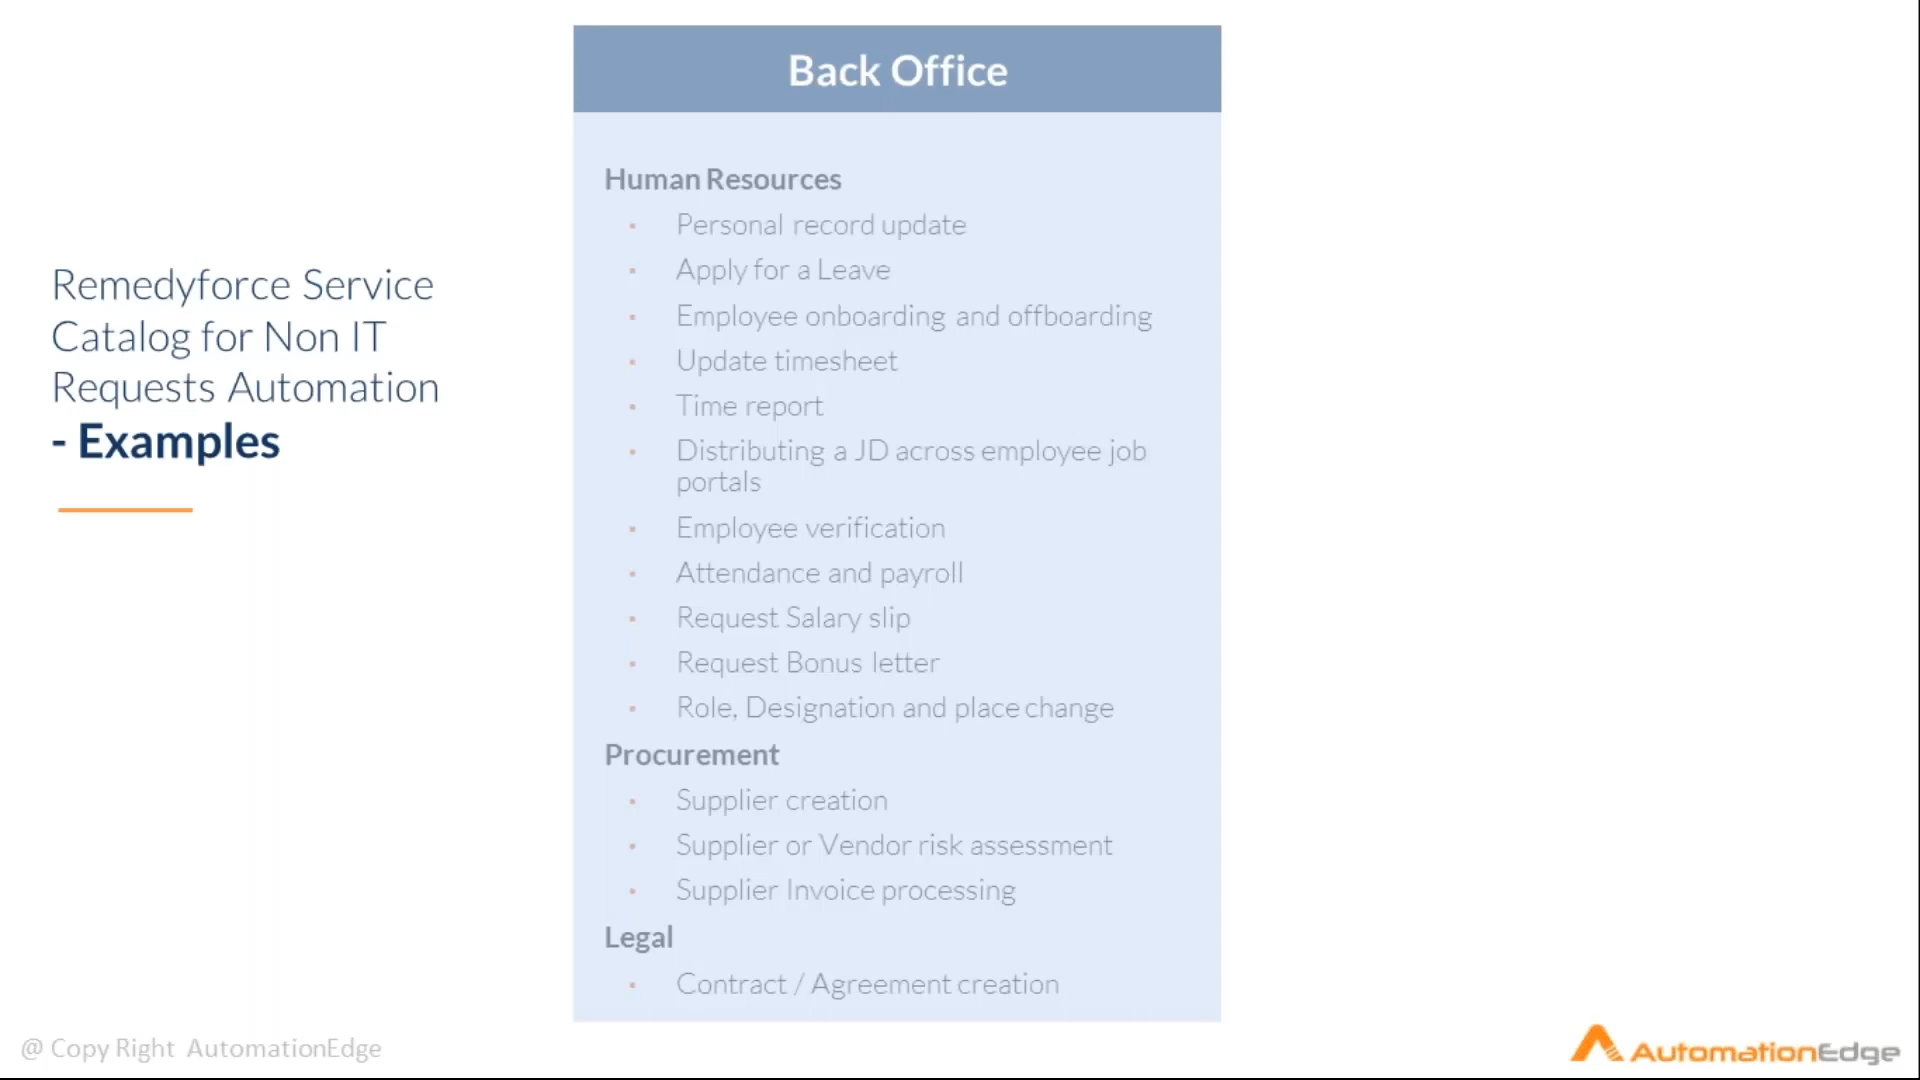 Remedyforce Service
Catalog for Non IT
Requests Automation
- Examples
Back Office
Human Resources
▪ Personal record update
▪ Apply for a Leave
▪ Employee onboarding and offboarding
▪ Update timesheet
▪ Time report
▪ Distributing a JD across employee job
portals
▪ Employee verification
▪ Attendance and payroll
▪ Request Salary slip
▪ Request Bonus letter
▪ Role, Designation and place change
Procurement
▪ Supplier creation
▪ Supplier or Vendor risk assessment
▪ Supplier Invoice processing
Legal
▪ Contract / Agreement creation
@ Copy Right AutomationEdge
AutomationEdge